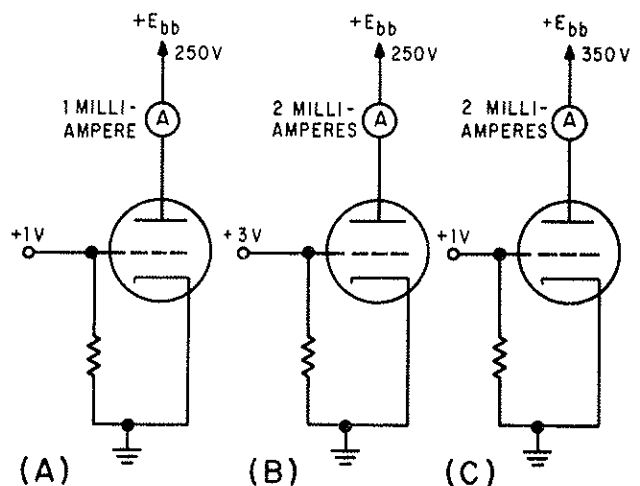 +Ebb
250V
1 MILLI-
AMPERE
A
+1V
(A)
+Ebb
250V
2 MILLI-
AMPERES
A
+3V
(B)
+Ebb
350V
2 MILLI-
AMPERES
A
+1V
(C)